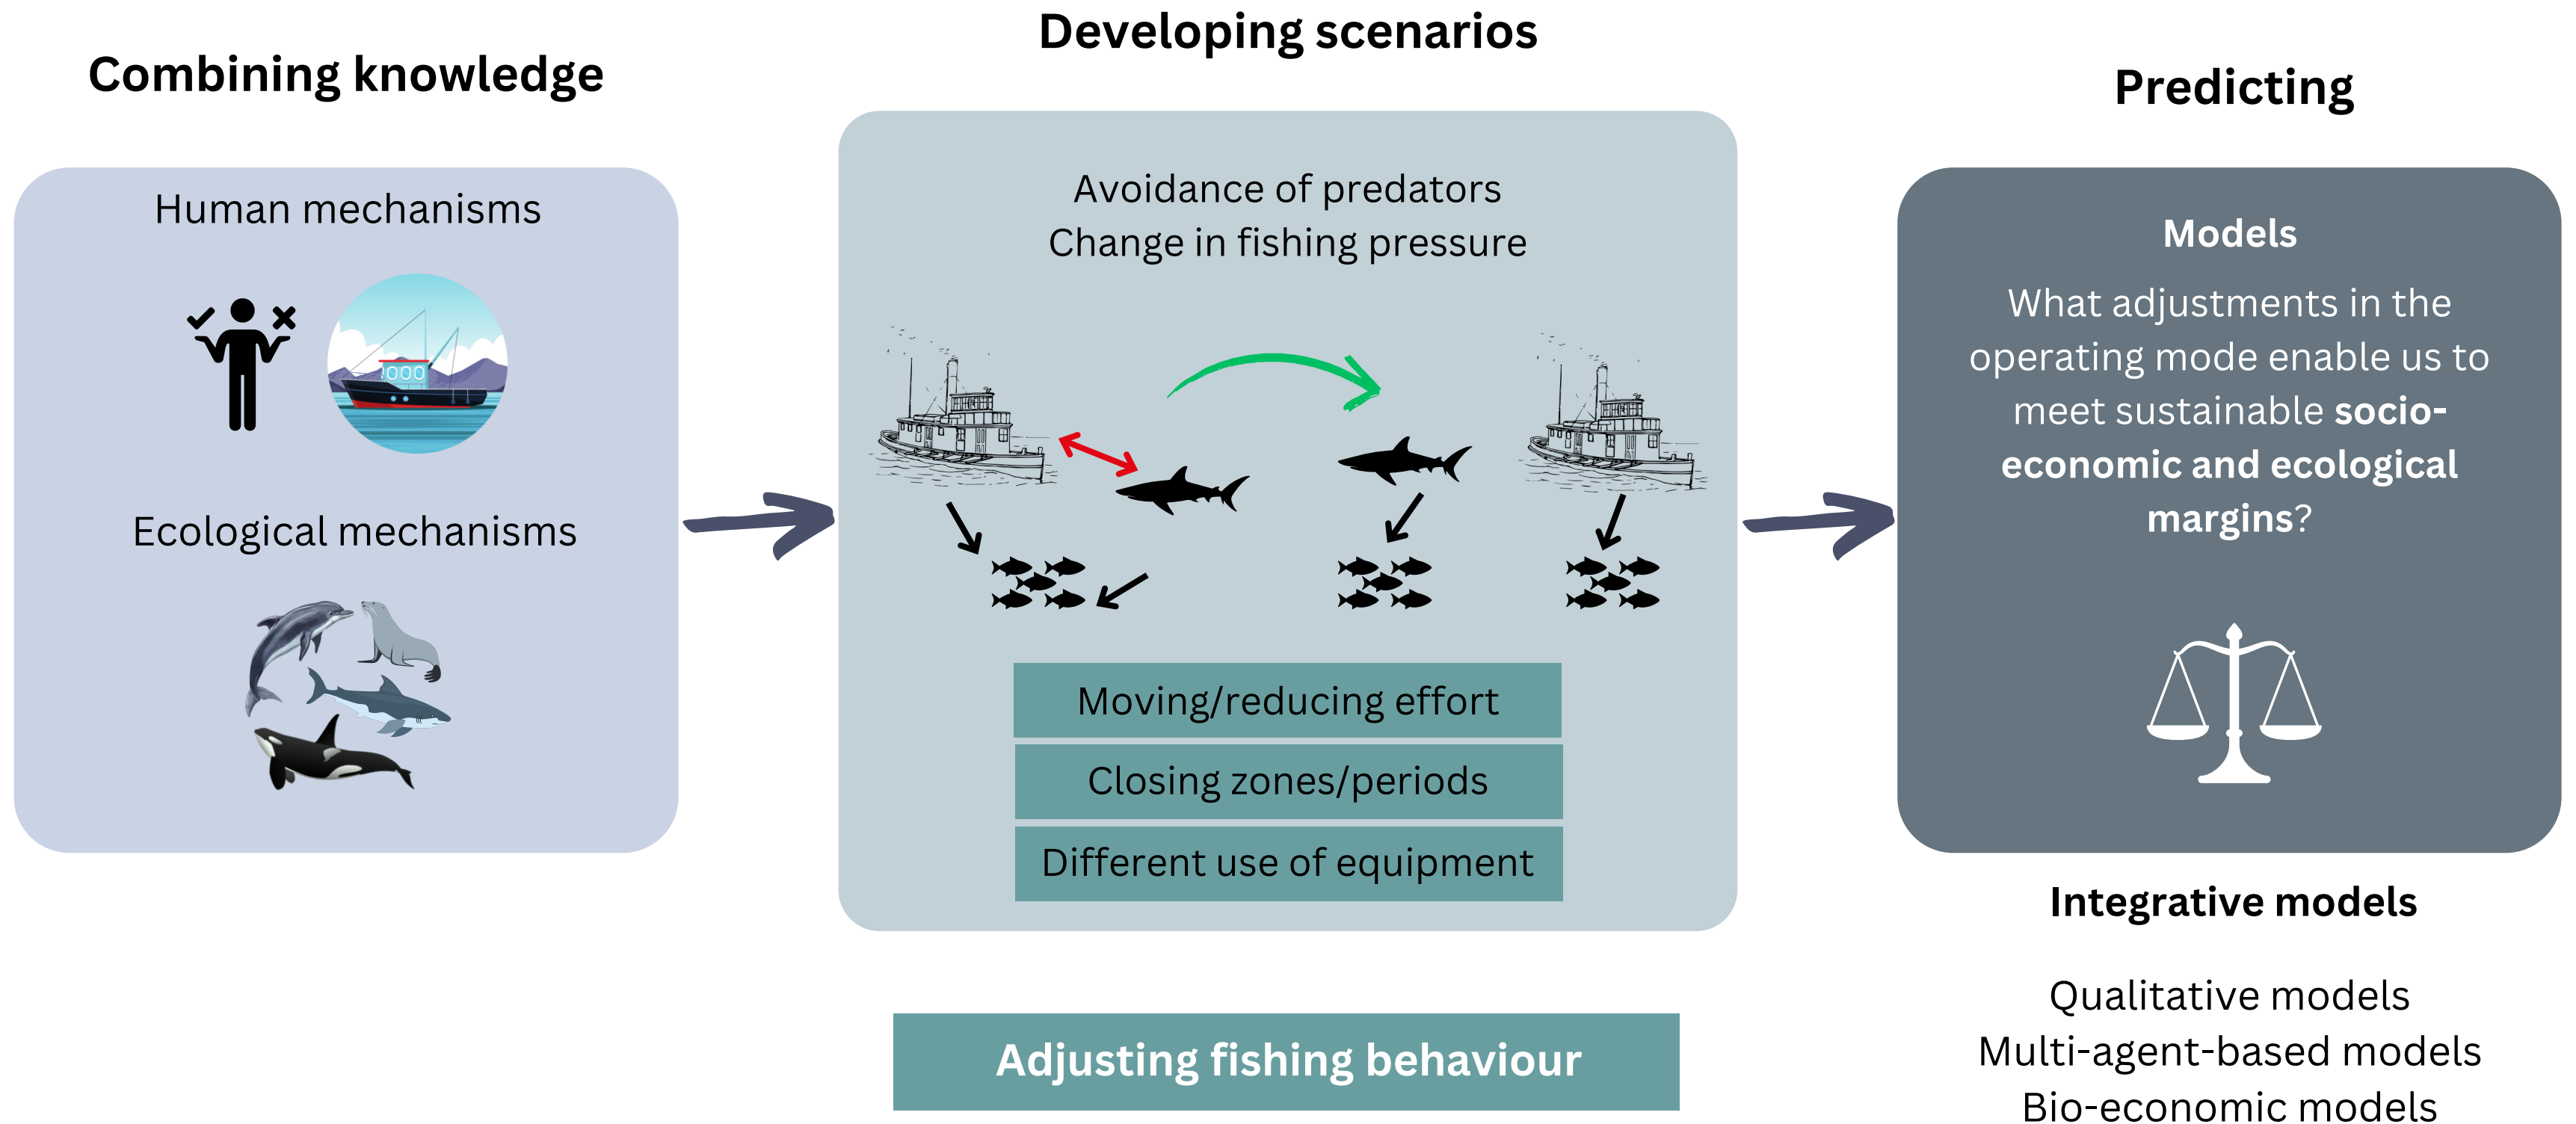 Combining knowledge
Human mechanisms
Ecological mechanisms
Developing scenarios
Avoidance of predators
Change in fishing pressure
Moving/reducing effort
Closing zones/periods
Different use of equipment
Adjusting fishing behaviour
Predicting
Models
What adjustments in the
operating mode enable us to
meet sustainable socio-
economic and ecological
margins?
Integrative models
Qualitative models
Multi-agent-based models
Bio-economic models